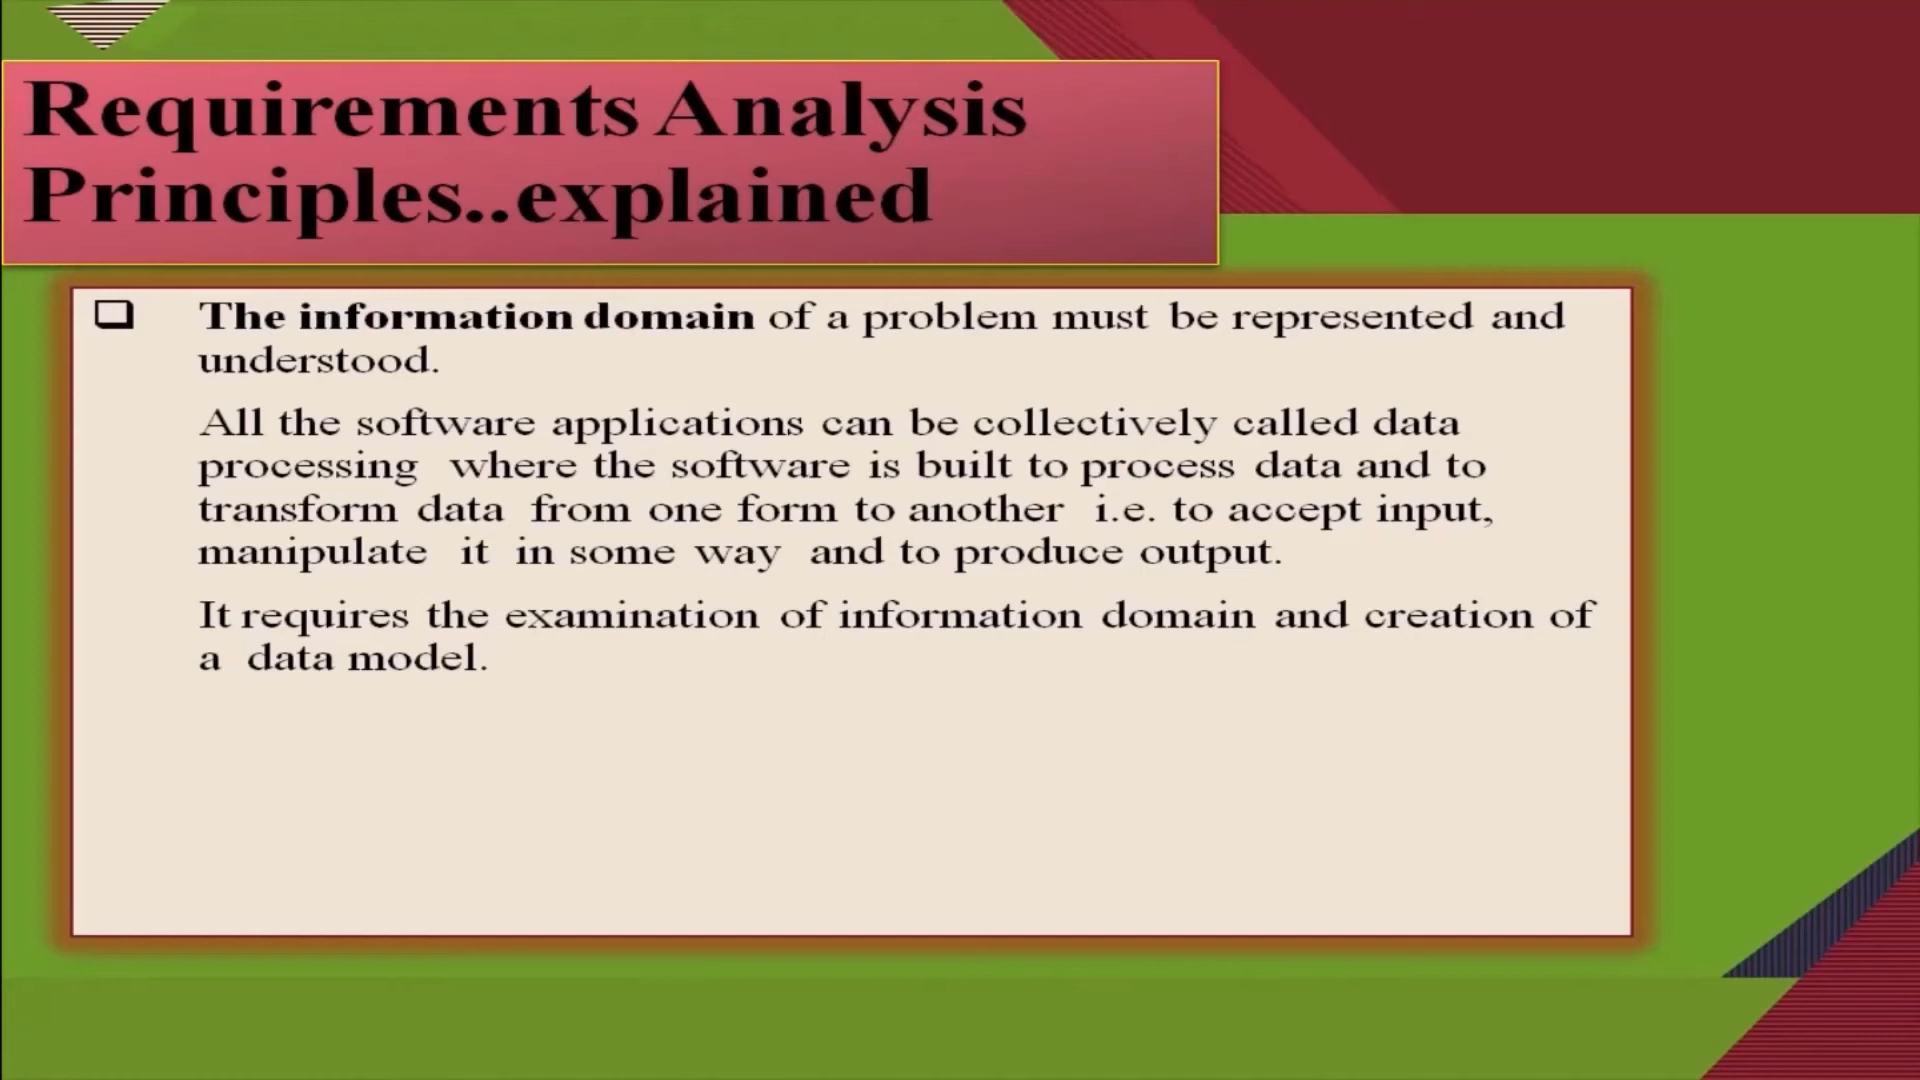 Requirements Analysis
Principles..explained
The information domain of a problem must be represented and
understood.
All the software applications can be collectively called data
processing where the software is built to process data and to
transform data from one form to another i.e. to accept input,
manipulate it in some way and to produce output.
It requires the examination of information domain and creation of
a data model.